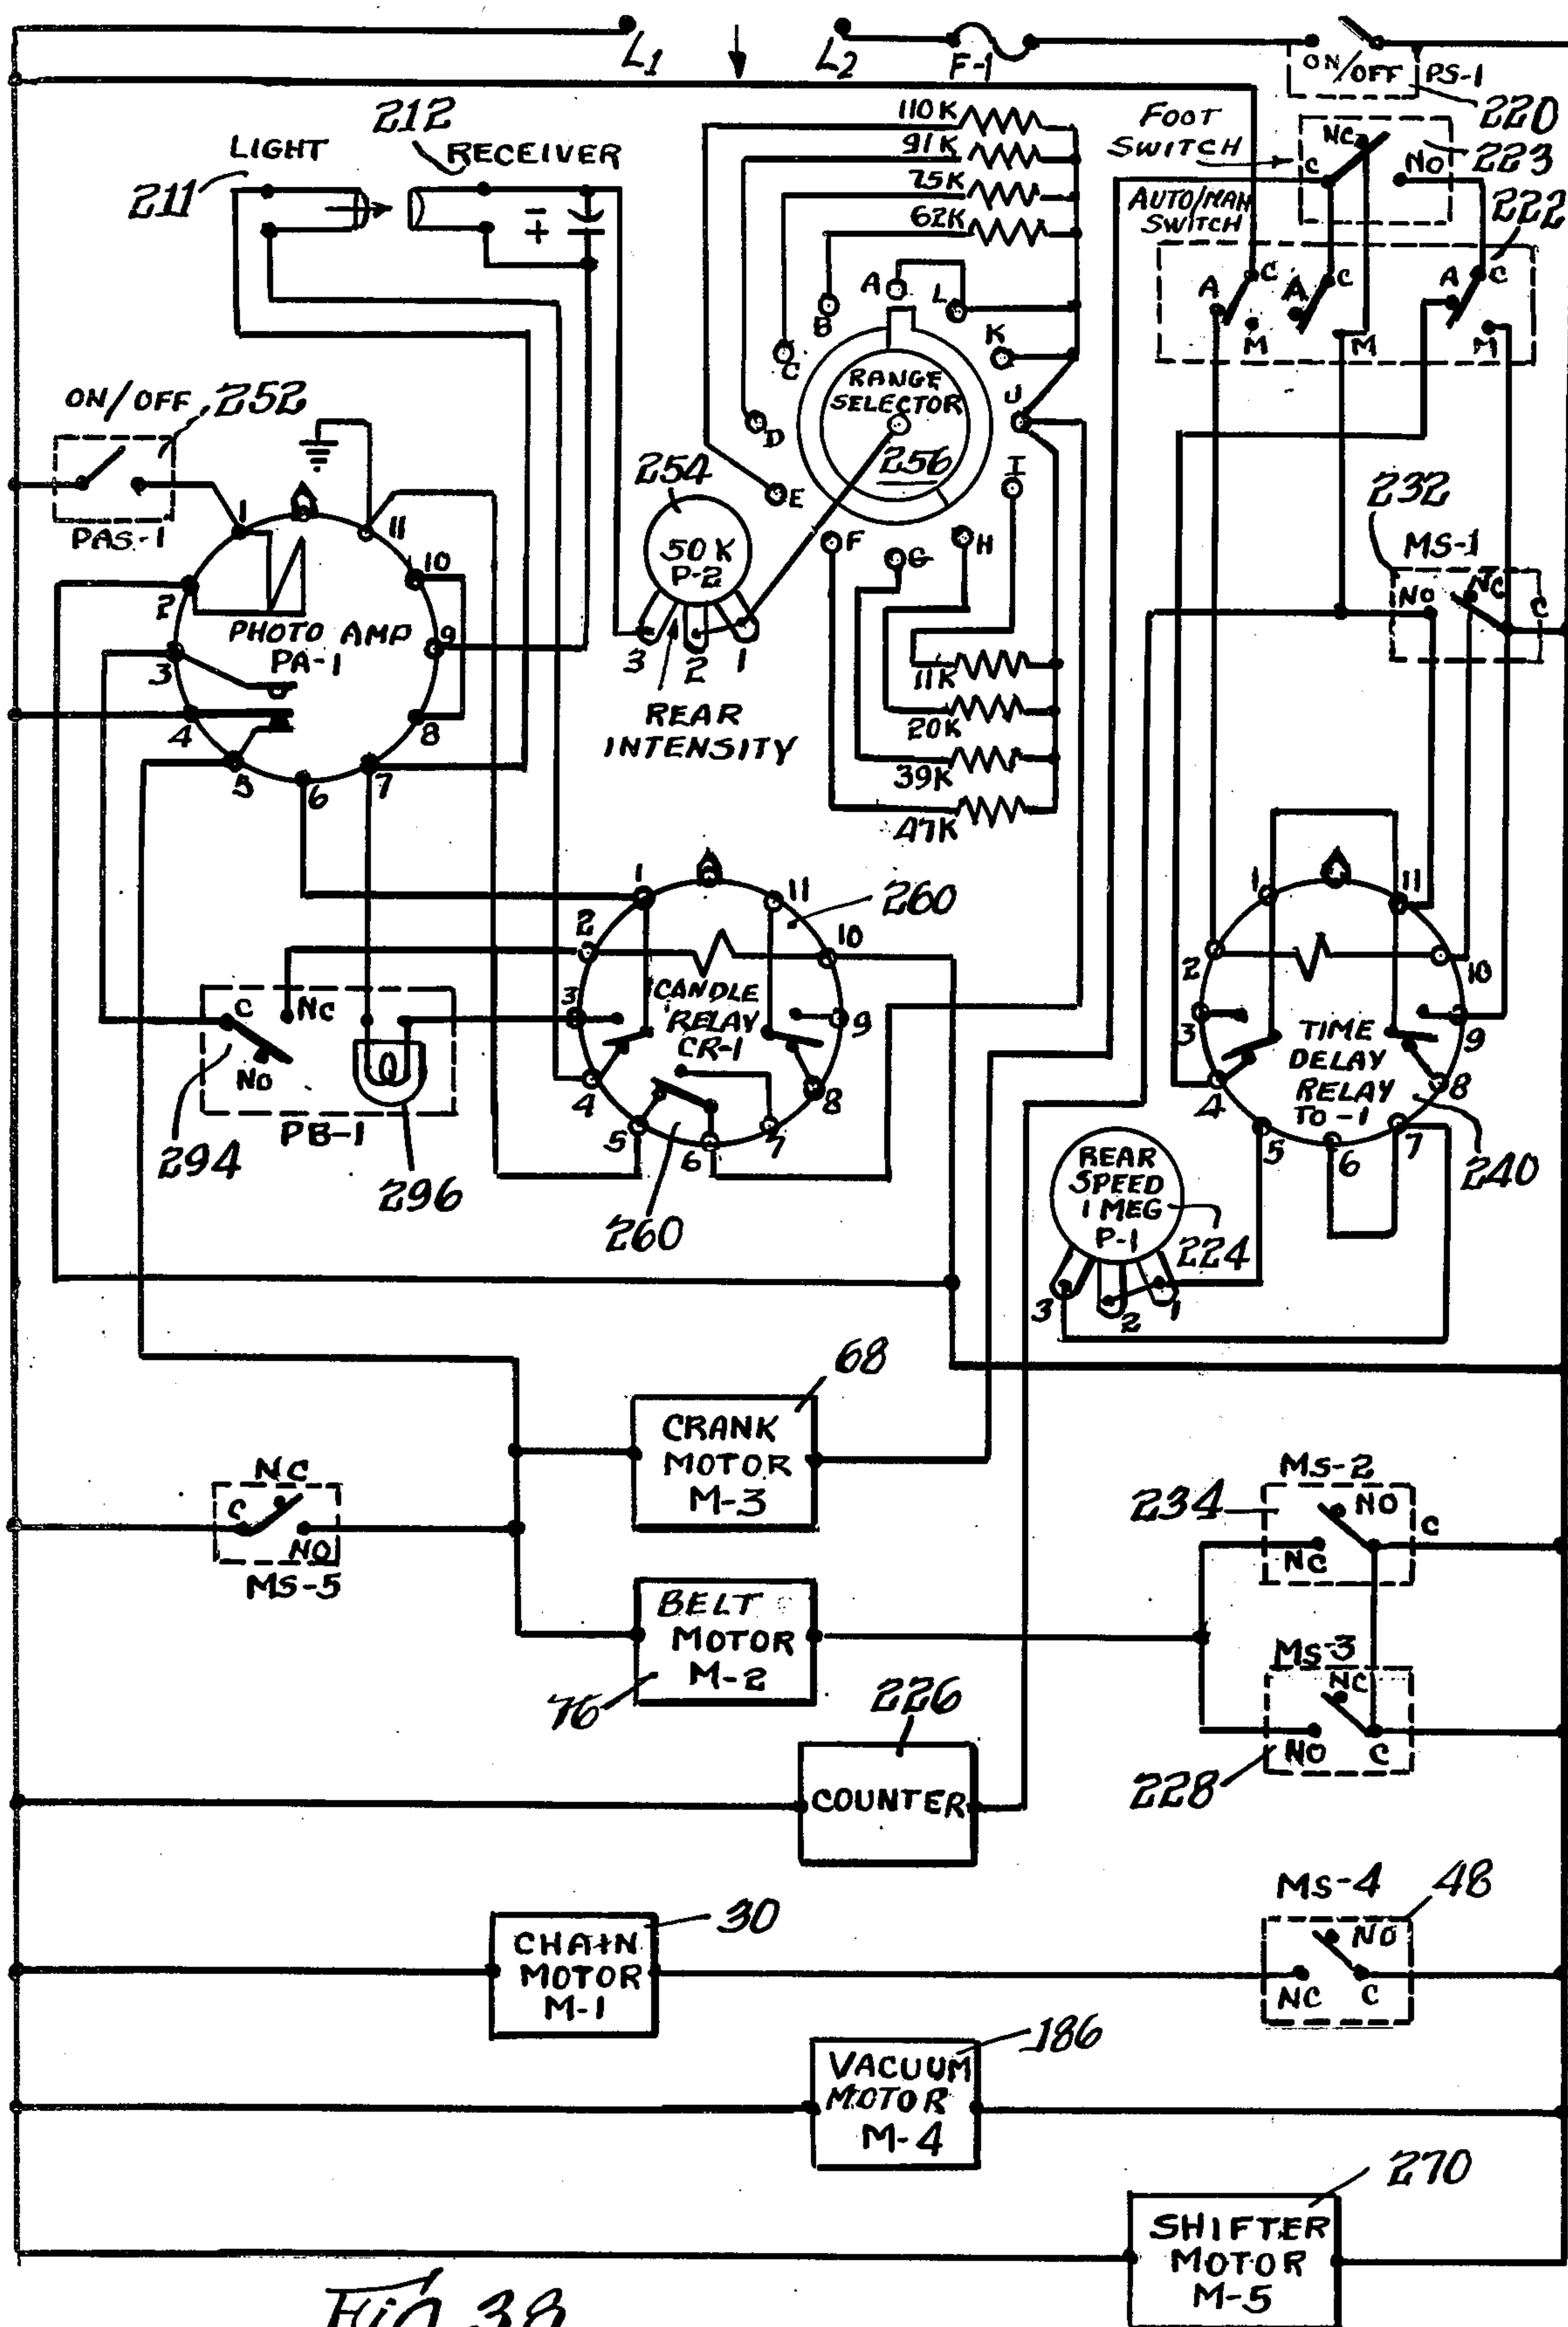 L1
L2
F-1
ON/OFF
PS-1
220
212
LIGHT
RECEIVER
211
-
+
110K
91K
75K
62K
FOOT
SWITCH
NC
C
NO
223
AUTO/MAN
SWITCH
222
A
C
M
A
C
M
A
C
M
A
B
C
D
E
F
G
H
I
J
K
L
RANGE
SELECTOR
256
ON/OFF
252
PAS-1
254
50 K
P-2
3
2
1
REAR
INTENSITY
11K
20K
39K
47K
232
MS-1
NO
NC
C
1
2
3
4
5
6
7
8
9
10
11
PHOTO AMP
PA-1
1
2
3
4
5
6
7
8
9
10
11
260
CANDLE
RELAY
CR-1
260
C
NC
NO
PB-1
294
296
1
2
3
4
5
6
7
8
9
10
11
TIME
DELAY
RELAY
TO-1
240
REAR
SPEED
1 MEG
P-1
224
3
2
1
68
CRANK
MOTOR
M-3
NC
C
NO
MS-5
MS-2
234
NO
C
NC
BELT
MOTOR
M-2
76
MS-3
NC
NO
C
228
226
COUNTER
MS-4
48
NO
NC
C
30
CHAIN
MOTOR
M-1
186
VACUUM
MOTOR
M-4
270
SHIFTER
MOTOR
M-5
Fig. 38